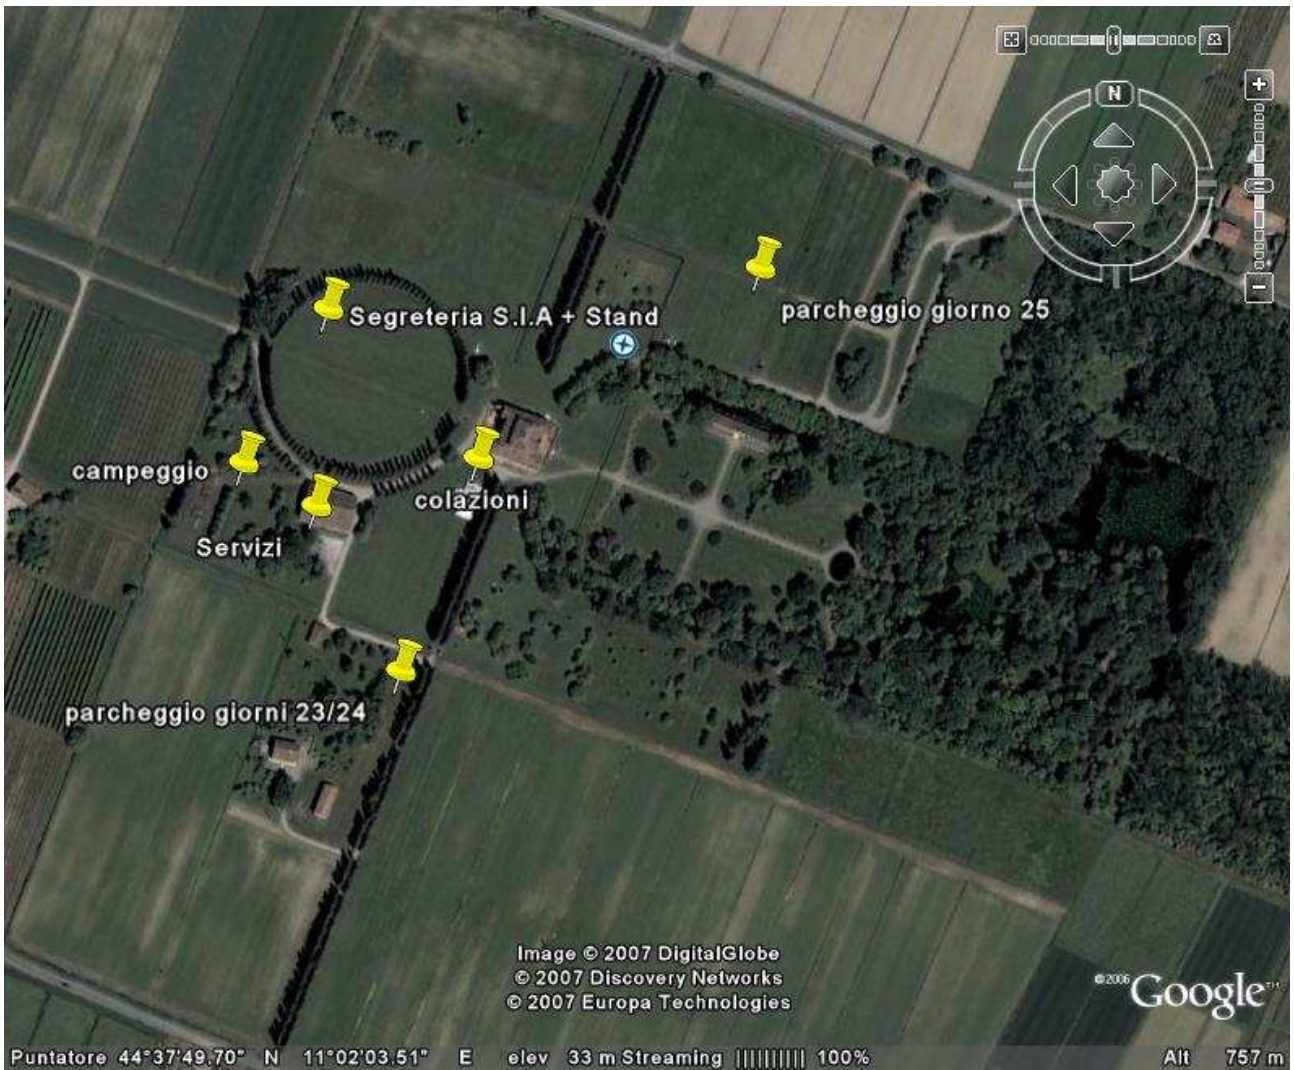 N
Segreteria S.I.A + Stand
parcheggio giorno 25
campeggio
colazioni
Servizi
parcheggio giorni 23/24
Image © 2007 DigitalGlobe
© 2007 Discovery Networks
© 2007 Europa Technologies
©2006 Google™
Puntatore 44°37'49.70" N 11°02'03.51" E elev 33 m Streaming |||||||||| 100% Alt 757 m